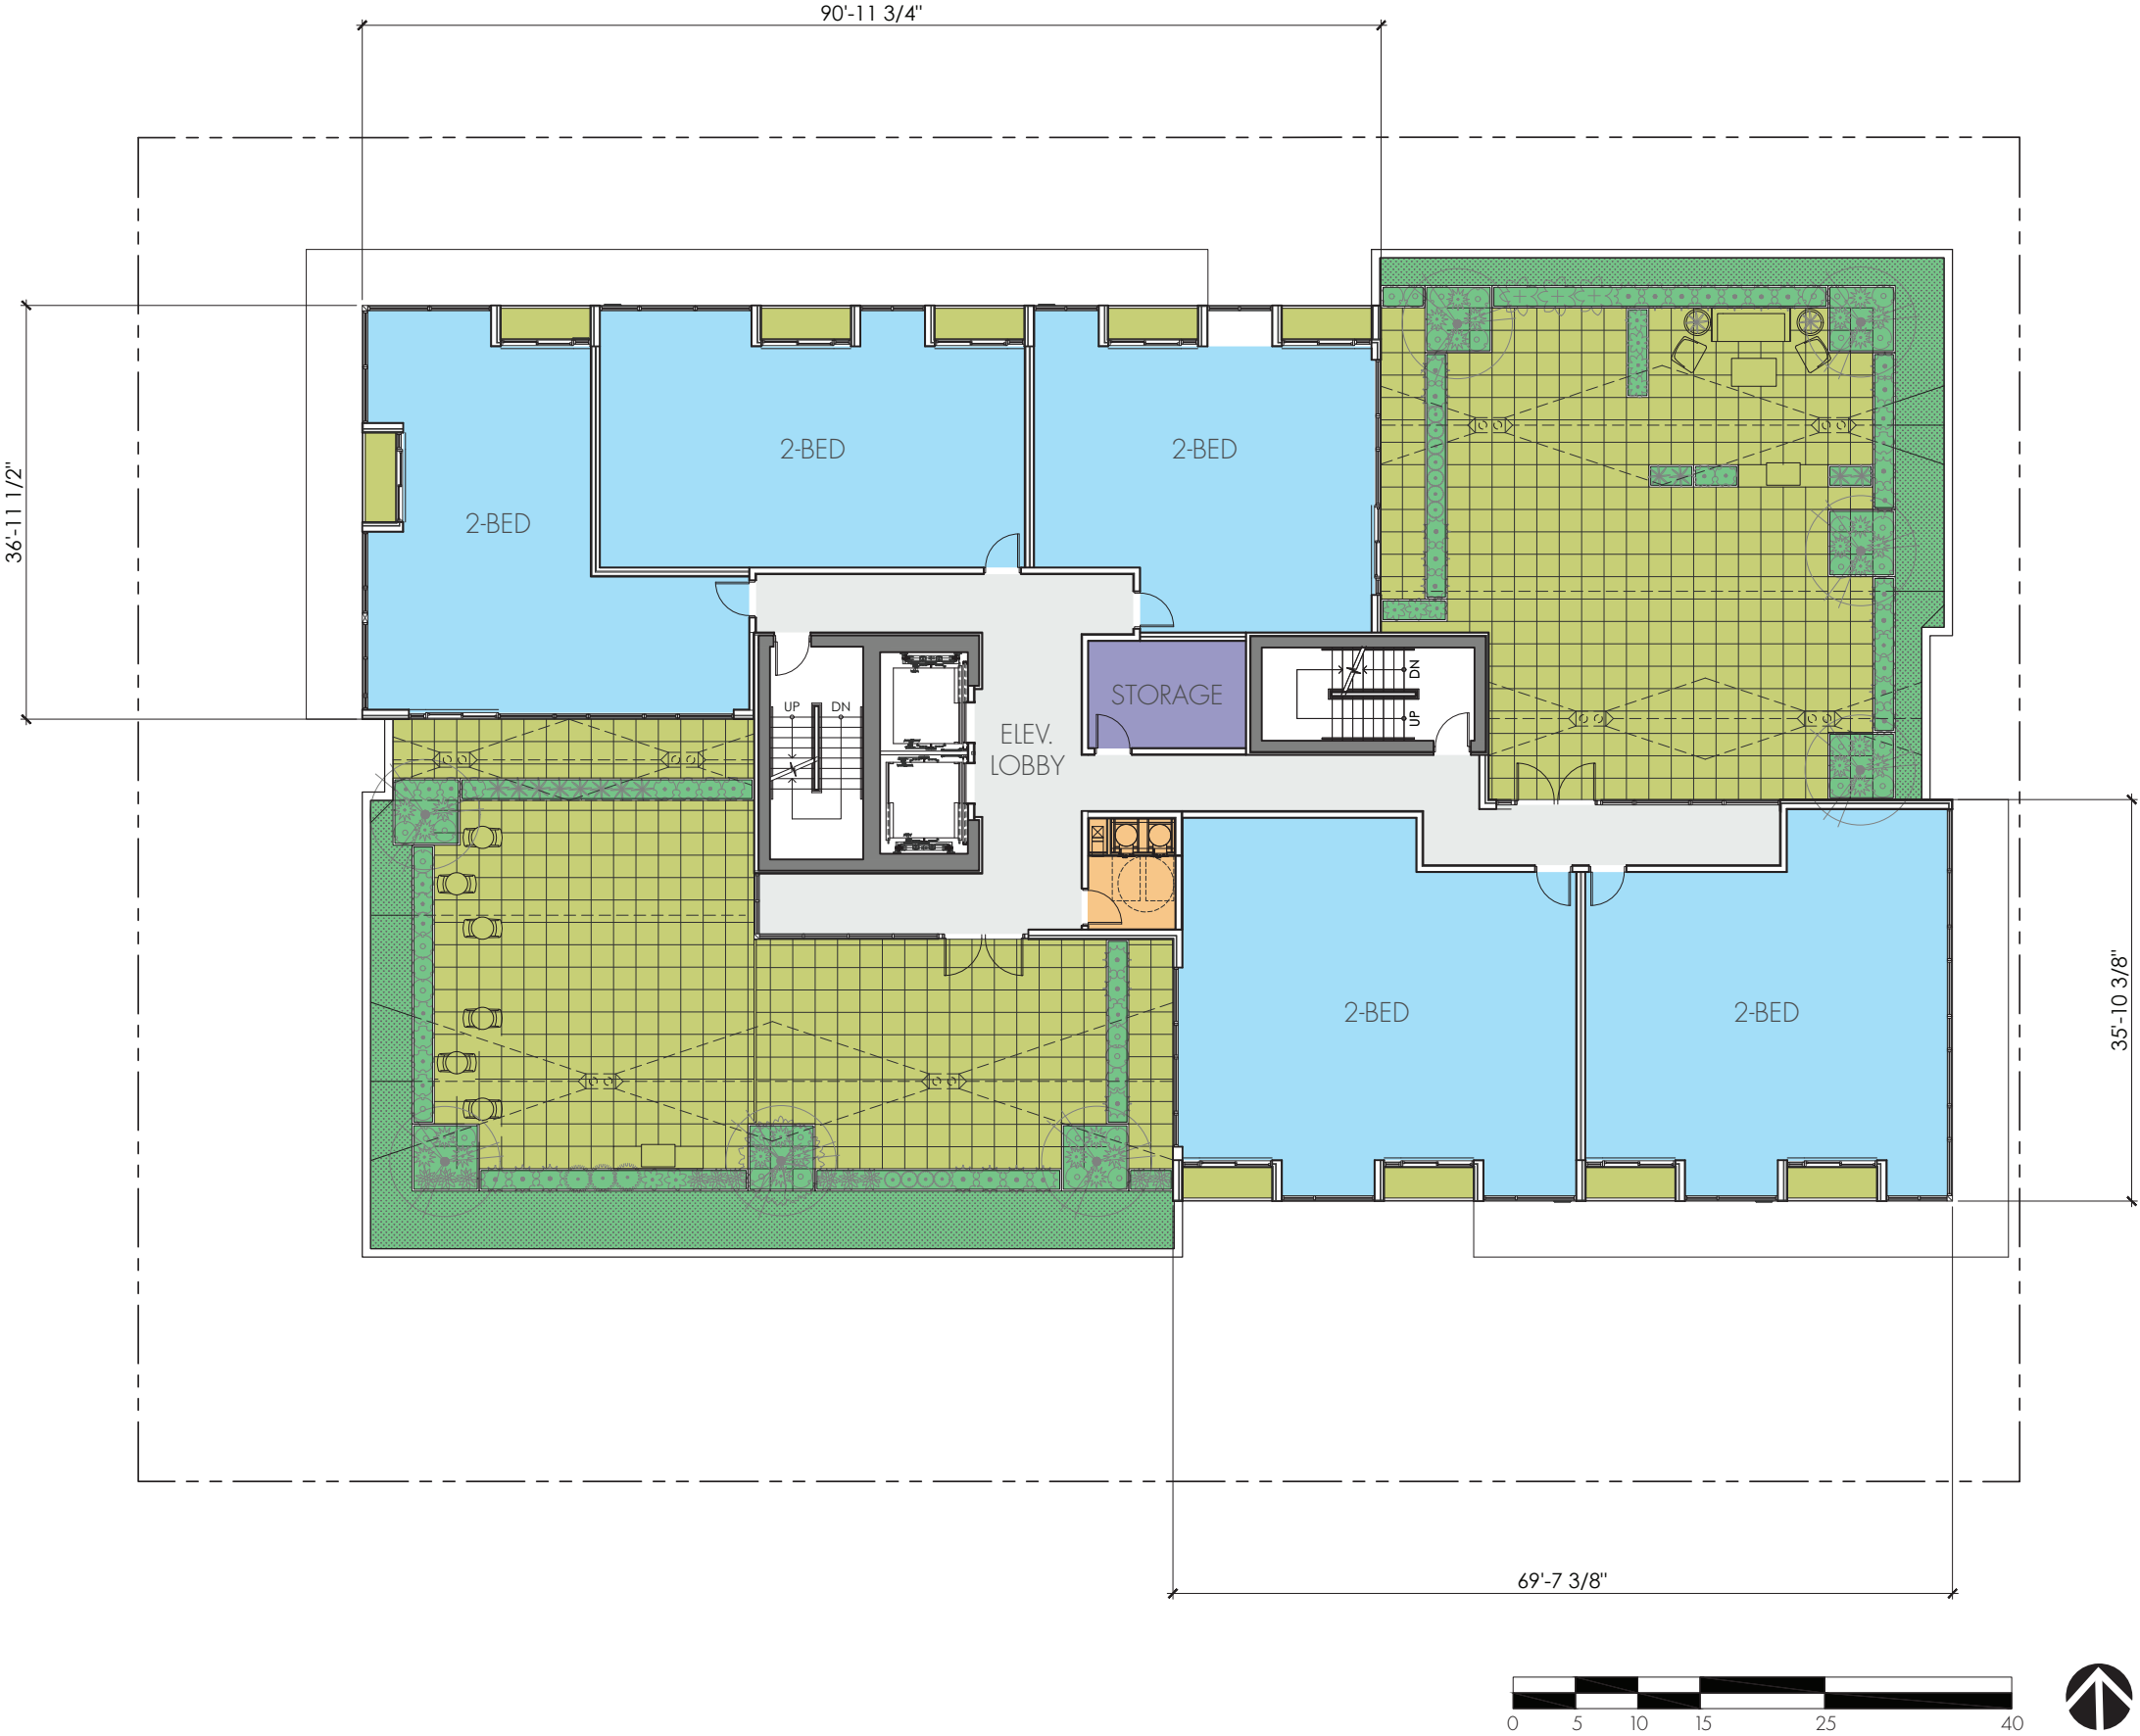 90'-11 3/4"
36'-11 1/2"
2-BED
2-BED
2-BED
UP
DN
ELEV.
LOBBY
STORAGE
DN
UP
2-BED
2-BED
35'-10 3/8"
69'-7 3/8"
0 5 10 15 25 40